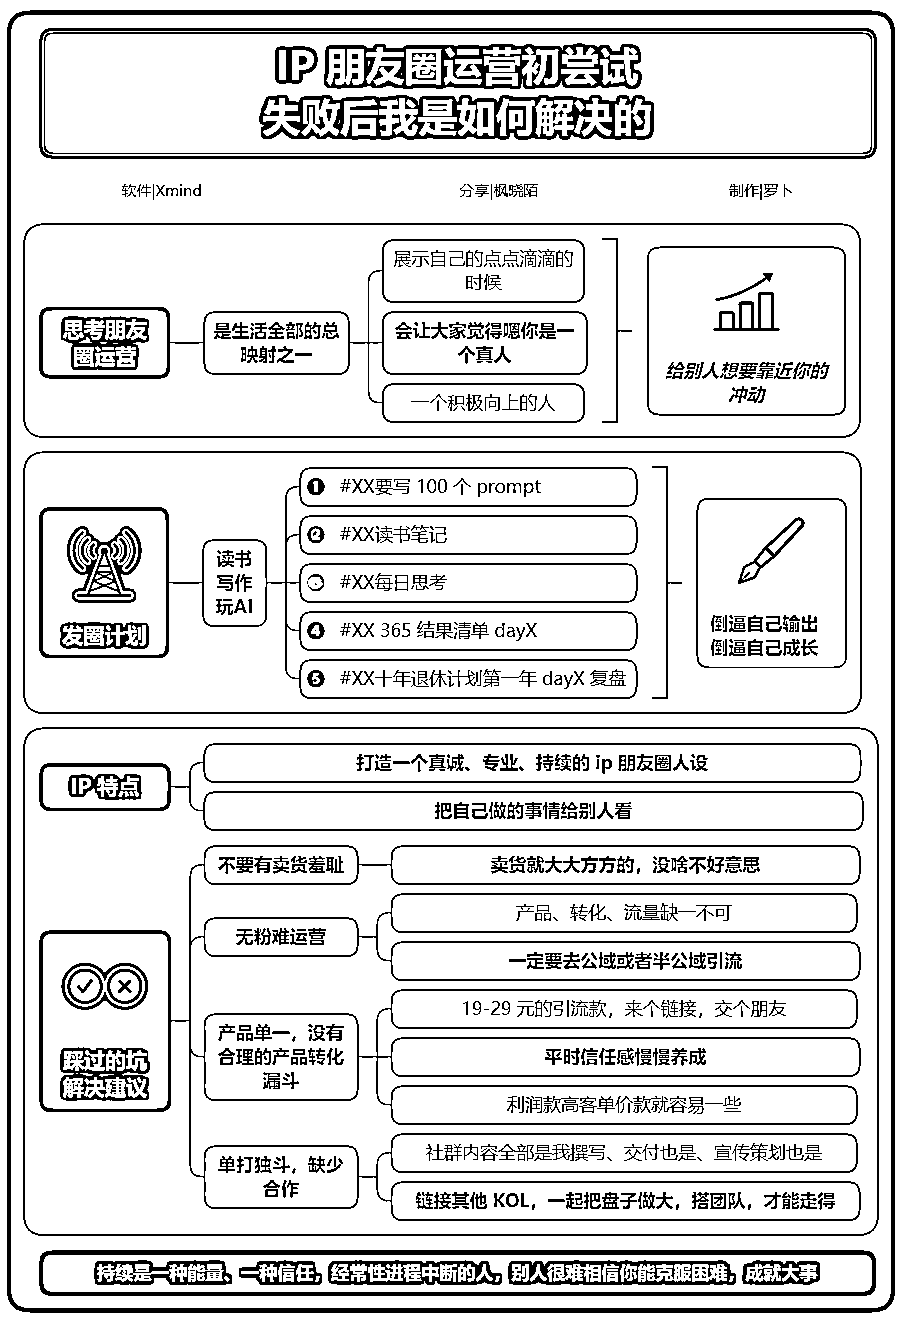 IP 朋友圈运营初尝试
失败后我是如何解决的
软件|Xmind
分享|枫骁陌
制作|罗卜
思考朋友
圈运营
是生活全部的总
映射之一
展示自己的点点滴滴的
时候
会让大家觉得嗯你是一
个真人
一个积极向上的人
给别人想要靠近你的
冲动
发圈计划
读书
写作
玩AI
1 #XX要写 100 个 prompt
2 #XX读书笔记
#XX每日思考
4 #XX 365 结果清单 dayX
5 #XX十年退休计划第一年 dayX 复盘
倒逼自己输出
倒逼自己成长
IP 特点
打造一个真诚、专业、持续的 ip 朋友圈人设
把自己做的事情给别人看
踩过的坑
解决建议
不要有卖货羞耻
卖货就大大方方的，没啥不好意思
无粉难运营
产品、转化、流量缺一不可
一定要去公域或者半公域引流
产品单一，没有
合理的产品转化
漏斗
19-29 元的引流款，来个链接，交个朋友
平时信任感慢慢养成
利润款高客单价款就容易一些
单打独斗，缺少
合作
社群内容全部是我撰写、交付也是、宣传策划也是
链接其他 KOL，一起把盘子做大，搭团队，才能走得
持续是一种能量、一种信任，经常性进程中断的人，别人很难相信你能克服困难，成就大事